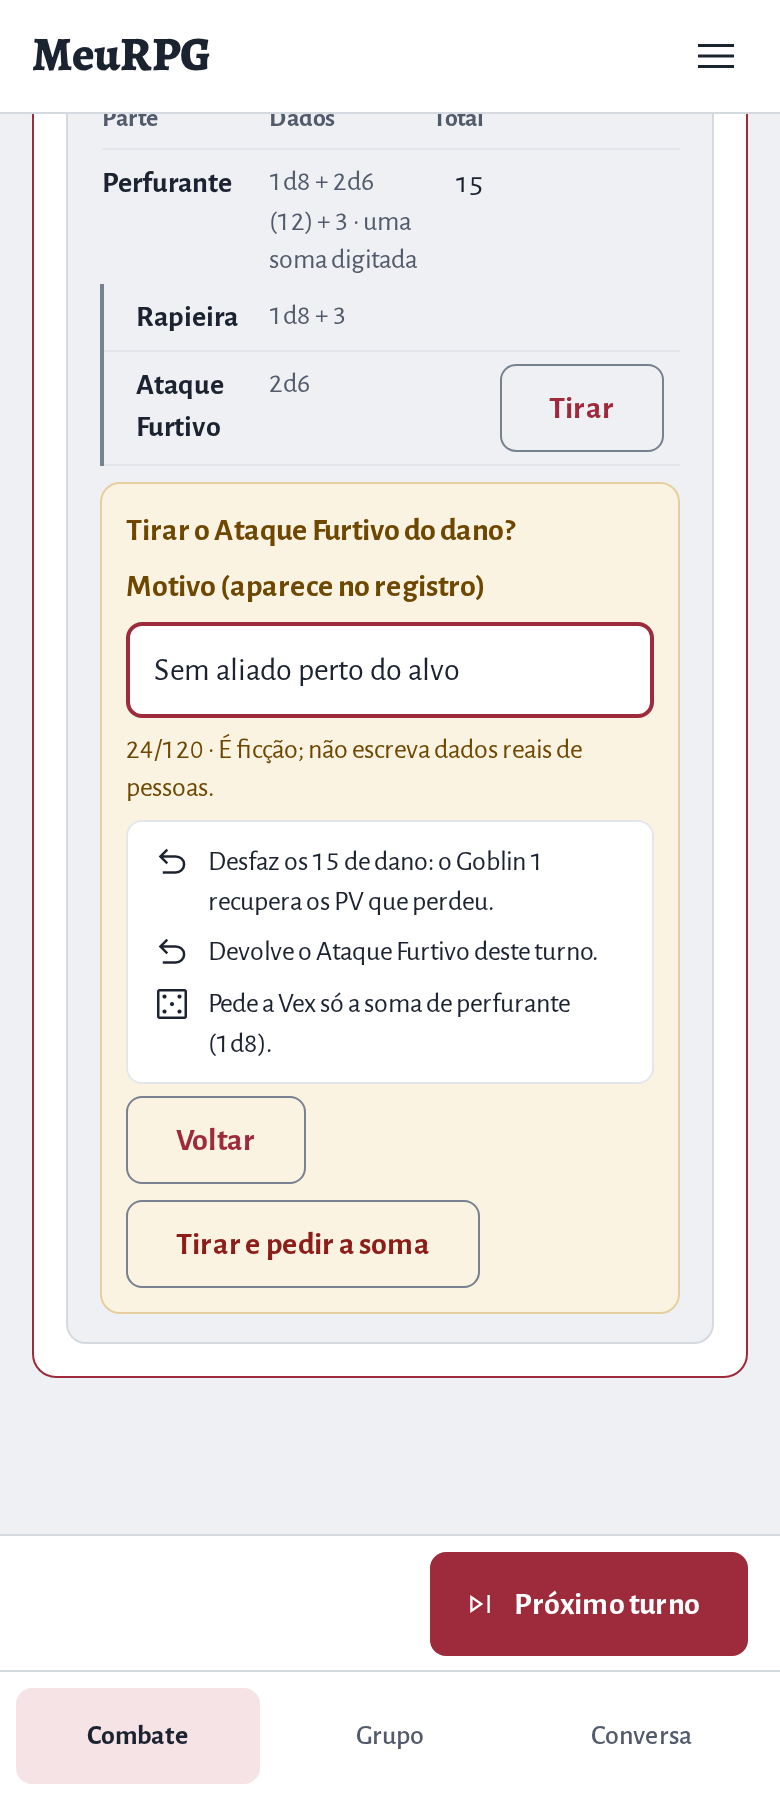 MeuRPG
Parte Dados Total
Perfurante 1d8 + 2d6 15
(12) + 3 · uma
soma digitada
Rapieira 1d8 + 3
Ataque 2d6
Furtivo
Tirar
Tirar o Ataque Furtivo do dano?
Motivo (aparece no registro)
Sem aliado perto do alvo
24/120 · É ficção; não escreva dados reais de
pessoas.
Desfaz os 15 de dano: o Goblin 1
recupera os PV que perdeu.
Devolve o Ataque Furtivo deste turno.
Pede a Vex só a soma de perfurante
(1d8).
Voltar
Tirar e pedir a soma
Próximo turno
Combate Grupo Conversa